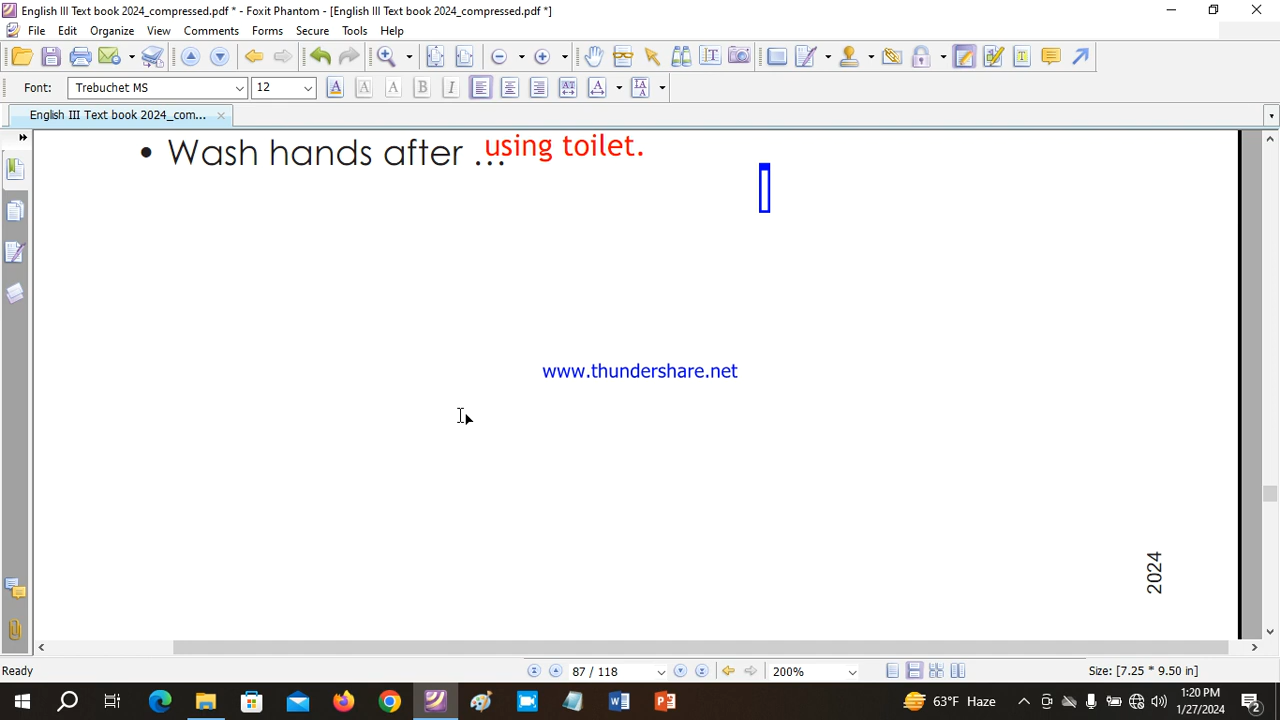 English III Text book 2024_compressed.pdf * - Foxit Phantom - [English III Text book 2024_compressed.pdf *]
File Edit View Organize Comments Forms Secure Tools Help
Font: Trebuchet MS 12
English III Text book 2024_com...
• Wash hands after ... using toilet.
www.thundershare.net
2024
Ready 87 / 118 200% Size: [7.25 * 9.50 in]
63°F Haze 1:20 PM
1/27/2024
2